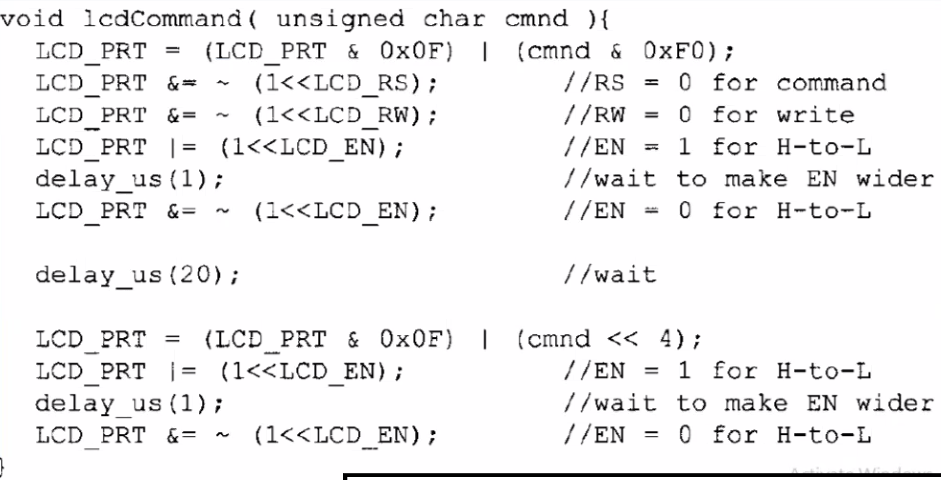 void lcdCommand( unsigned char cmnd ){
  LCD_PRT = (LCD_PRT & 0x0F) | (cmnd & 0xF0);
  LCD_PRT &= ~ (1<<LCD_RS);        //RS = 0 for command
  LCD_PRT &= ~ (1<<LCD_RW);        //RW = 0 for write
  LCD_PRT |= (1<<LCD_EN);          //EN = 1 for H-to-L
  delay_us(1);                     //wait to make EN wider
  LCD_PRT &= ~ (1<<LCD_EN);        //EN = 0 for H-to-L
  delay_us(20);                    //wait
  LCD_PRT = (LCD_PRT & 0x0F) | (cmnd << 4);
  LCD_PRT |= (1<<LCD_EN);          //EN = 1 for H-to-L
  delay_us(1);                     //wait to make EN wider
  LCD_PRT &= ~ (1<<LCD_EN);        //EN = 0 for H-to-L
}